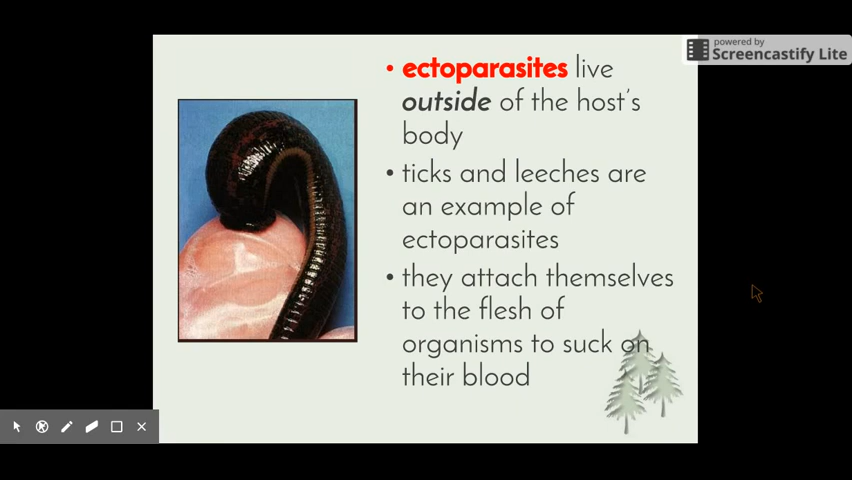 powered by
Screencastify Lite
• ectoparasites live
outside of the host's
body
• ticks and leeches are
an example of
ectoparasites
• they attach themselves
to the flesh of
organisms to suck on
their blood